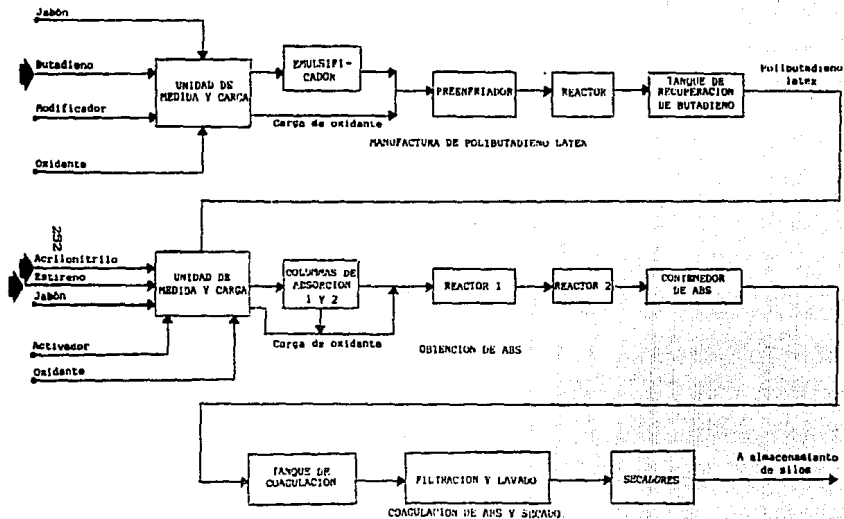 Jabón
Butadieno
Modificador
Oxidante
UNIDAD DE
MEDIDA Y CARGA
EMULSIFI-
CADOR
Carga de oxidante
PREENFRIADOR
REACTOR
TANQUE DE
RECUPERACION
DE BUTADIENO
Polibutadieno
latex
MANUFACTURA DE POLIBUTADIENO LATEX
252
Acrilonitrilo
Estireno
Jabón
Activador
Oxidante
UNIDAD DE
MEDIDA Y CARGA
COLUMNAS DE
ADSORCION
1 Y 2
Carga de oxidante
REACTOR 1
REACTOR 2
CONTENEDOR
DE ABS
OBTENCION DE ABS
TANQUE DE
COAGULACION
FILTRACION Y LAVADO
SECADORES
A almacenamiento
de silos
COAGULACION DE ABS Y SECADO.